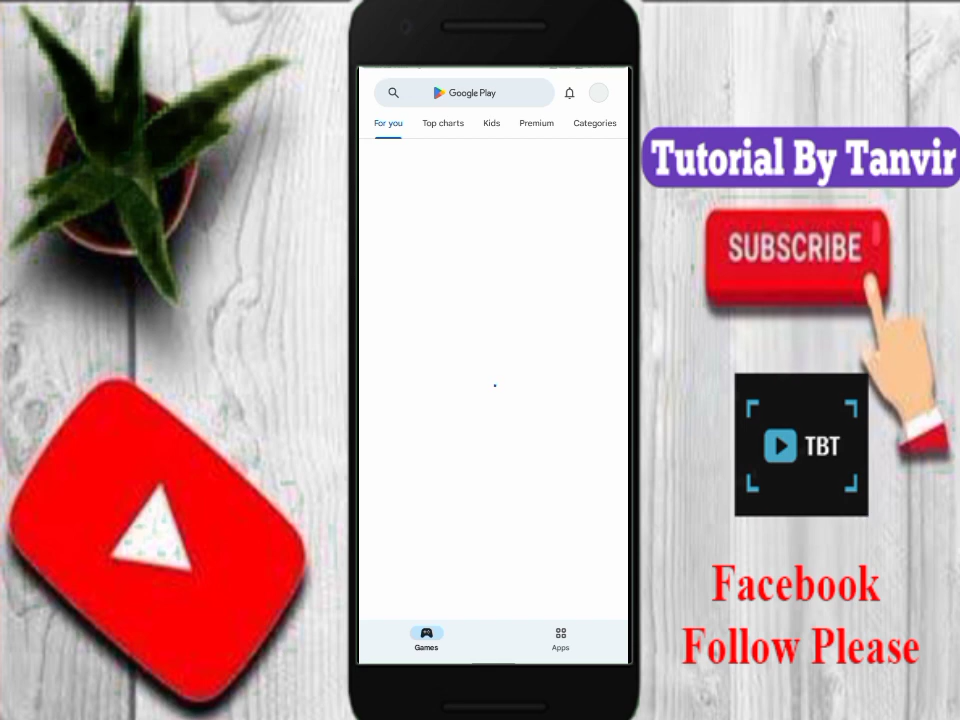 Google Play
For you Top charts Kids Premium Categories
Games Apps
Tutorial By Tanvir
SUBSCRIBE
TBT
Facebook
Follow Please